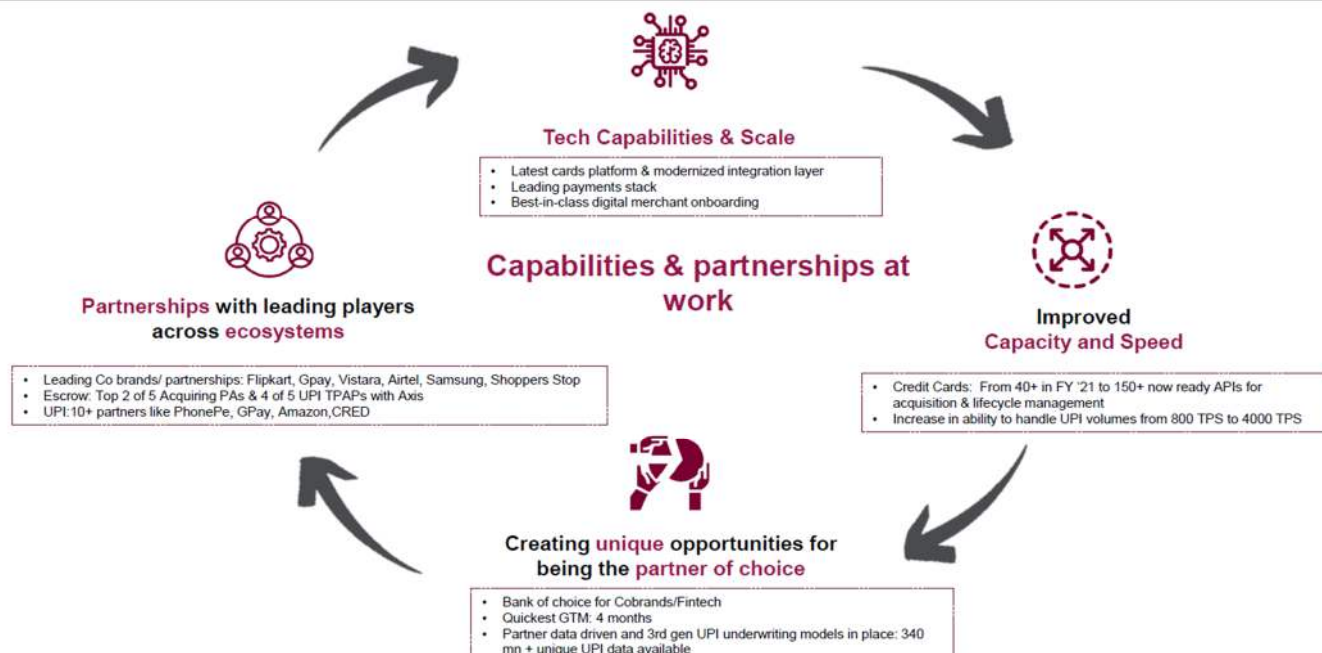 Tech Capabilities & Scale
• Latest cards platform & modernized integration layer
• Leading payments stack
• Best-in-class digital merchant onboarding
Capabilities & partnerships at
work
Improved
Capacity and Speed
• Credit Cards: From 40+ in FY '21 to 150+ now ready APIs for
acquisition & lifecycle management
• Increase in ability to handle UPI volumes from 800 TPS to 4000 TPS
Creating unique opportunities for
being the partner of choice
• Bank of choice for Cobrands/Fintech
• Quickest GTM: 4 months
• Partner data driven and 3rd gen UPI underwriting models in place: 340
mn + unique UPI data available
Partnerships with leading players
across ecosystems
• Leading Co brands/ partnerships: Flipkart, Gpay, Vistara, Airtel, Samsung, Shoppers Stop
• Escrow: Top 2 of 5 Acquiring PAs & 4 of 5 UPI TPAPs with Axis
• UPI:10+ partners like PhonePe, GPay, Amazon,CRED